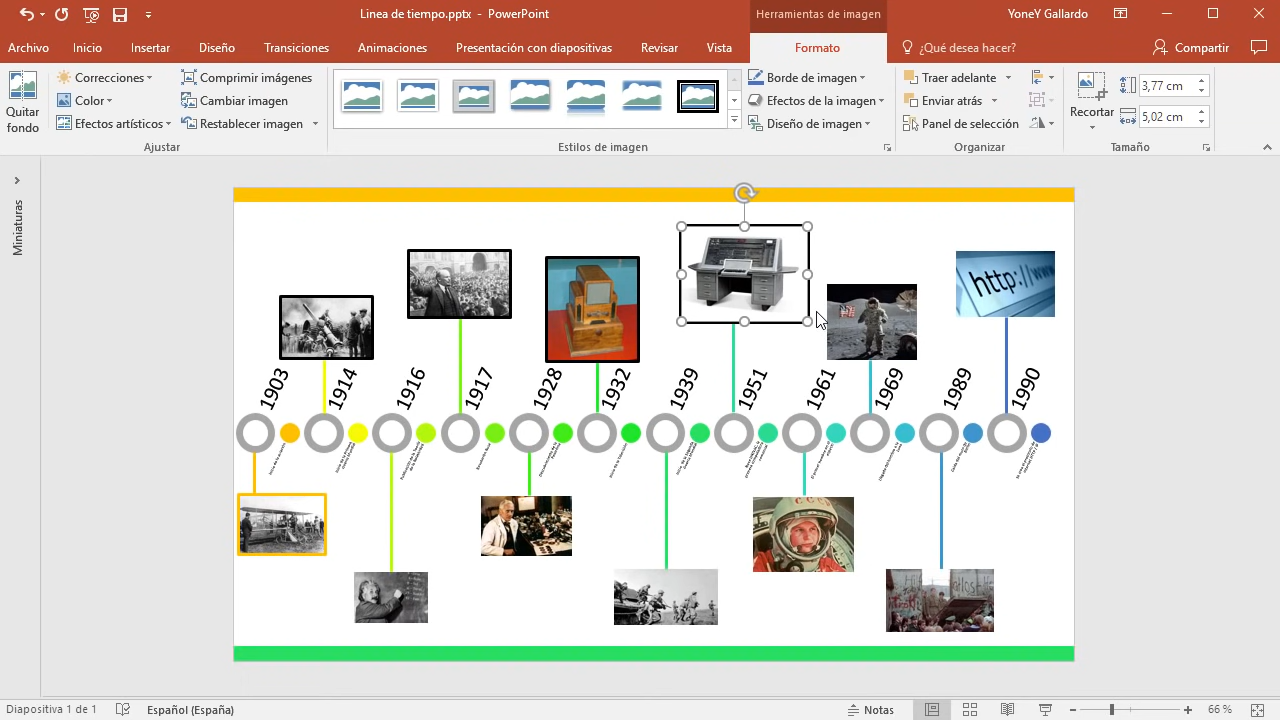 Linea de tiempo.pptx - PowerPoint
Herramientas de imagen
YoneY Gallardo
Archivo Inicio Insertar Diseño Transiciones Animaciones Presentación con diapositivas Revisar Vista Formato ¿Qué desea hacer? Compartir
Quitar fondo
Correcciones
Color
Efectos artísticos
Comprimir imágenes
Cambiar imagen
Restablecer imagen
Ajustar
Estilos de imagen
Borde de imagen
Efectos de la imagen
Diseño de imagen
Traer adelante
Enviar atrás
Panel de selección
Organizar
Recortar
3,77 cm
5,02 cm
Tamaño
Miniaturas
http://www
1903 1914 1916 1917 1928 1932 1939 1951 1961 1969 1989 1990
Diapositiva 1 de 1
Español (España)
Notas
66 %